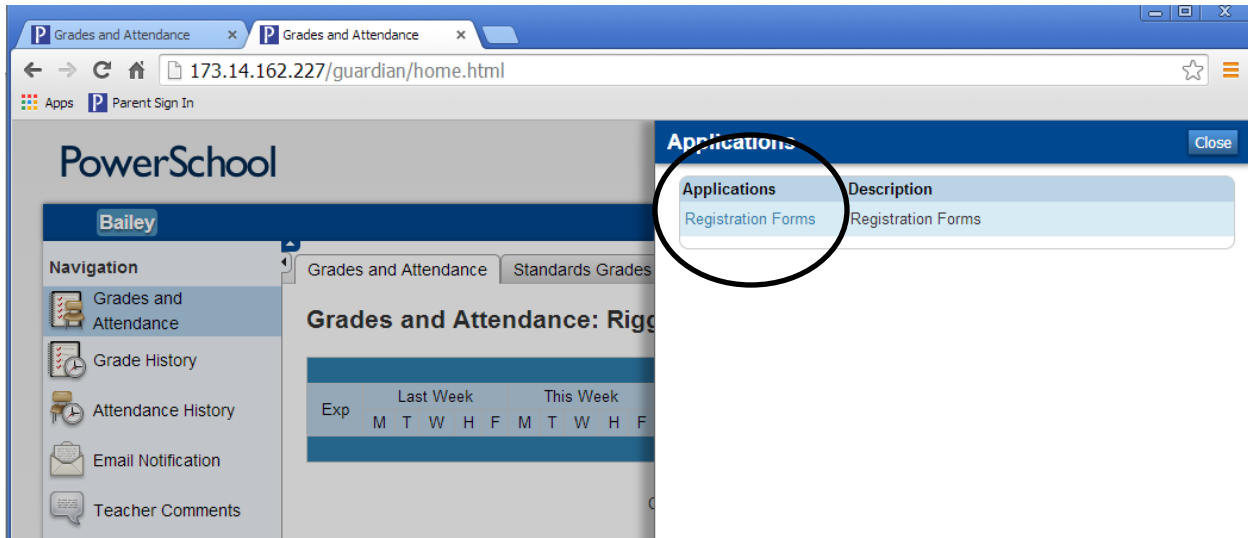 Grades and Attendance Grades and Attendance
173.14.162.227/guardian/home.html
Apps Parent Sign In
PowerSchool
Bailey
Navigation
Grades and
Attendance
Grade History
Attendance History
Email Notification
Teacher Comments
Grades and Attendance Standards Grades
Grades and Attendance:
Last Week This Week
Exp
M T W H F M T W H F
Applications Close
Applications Description
Registration Forms Registration Forms